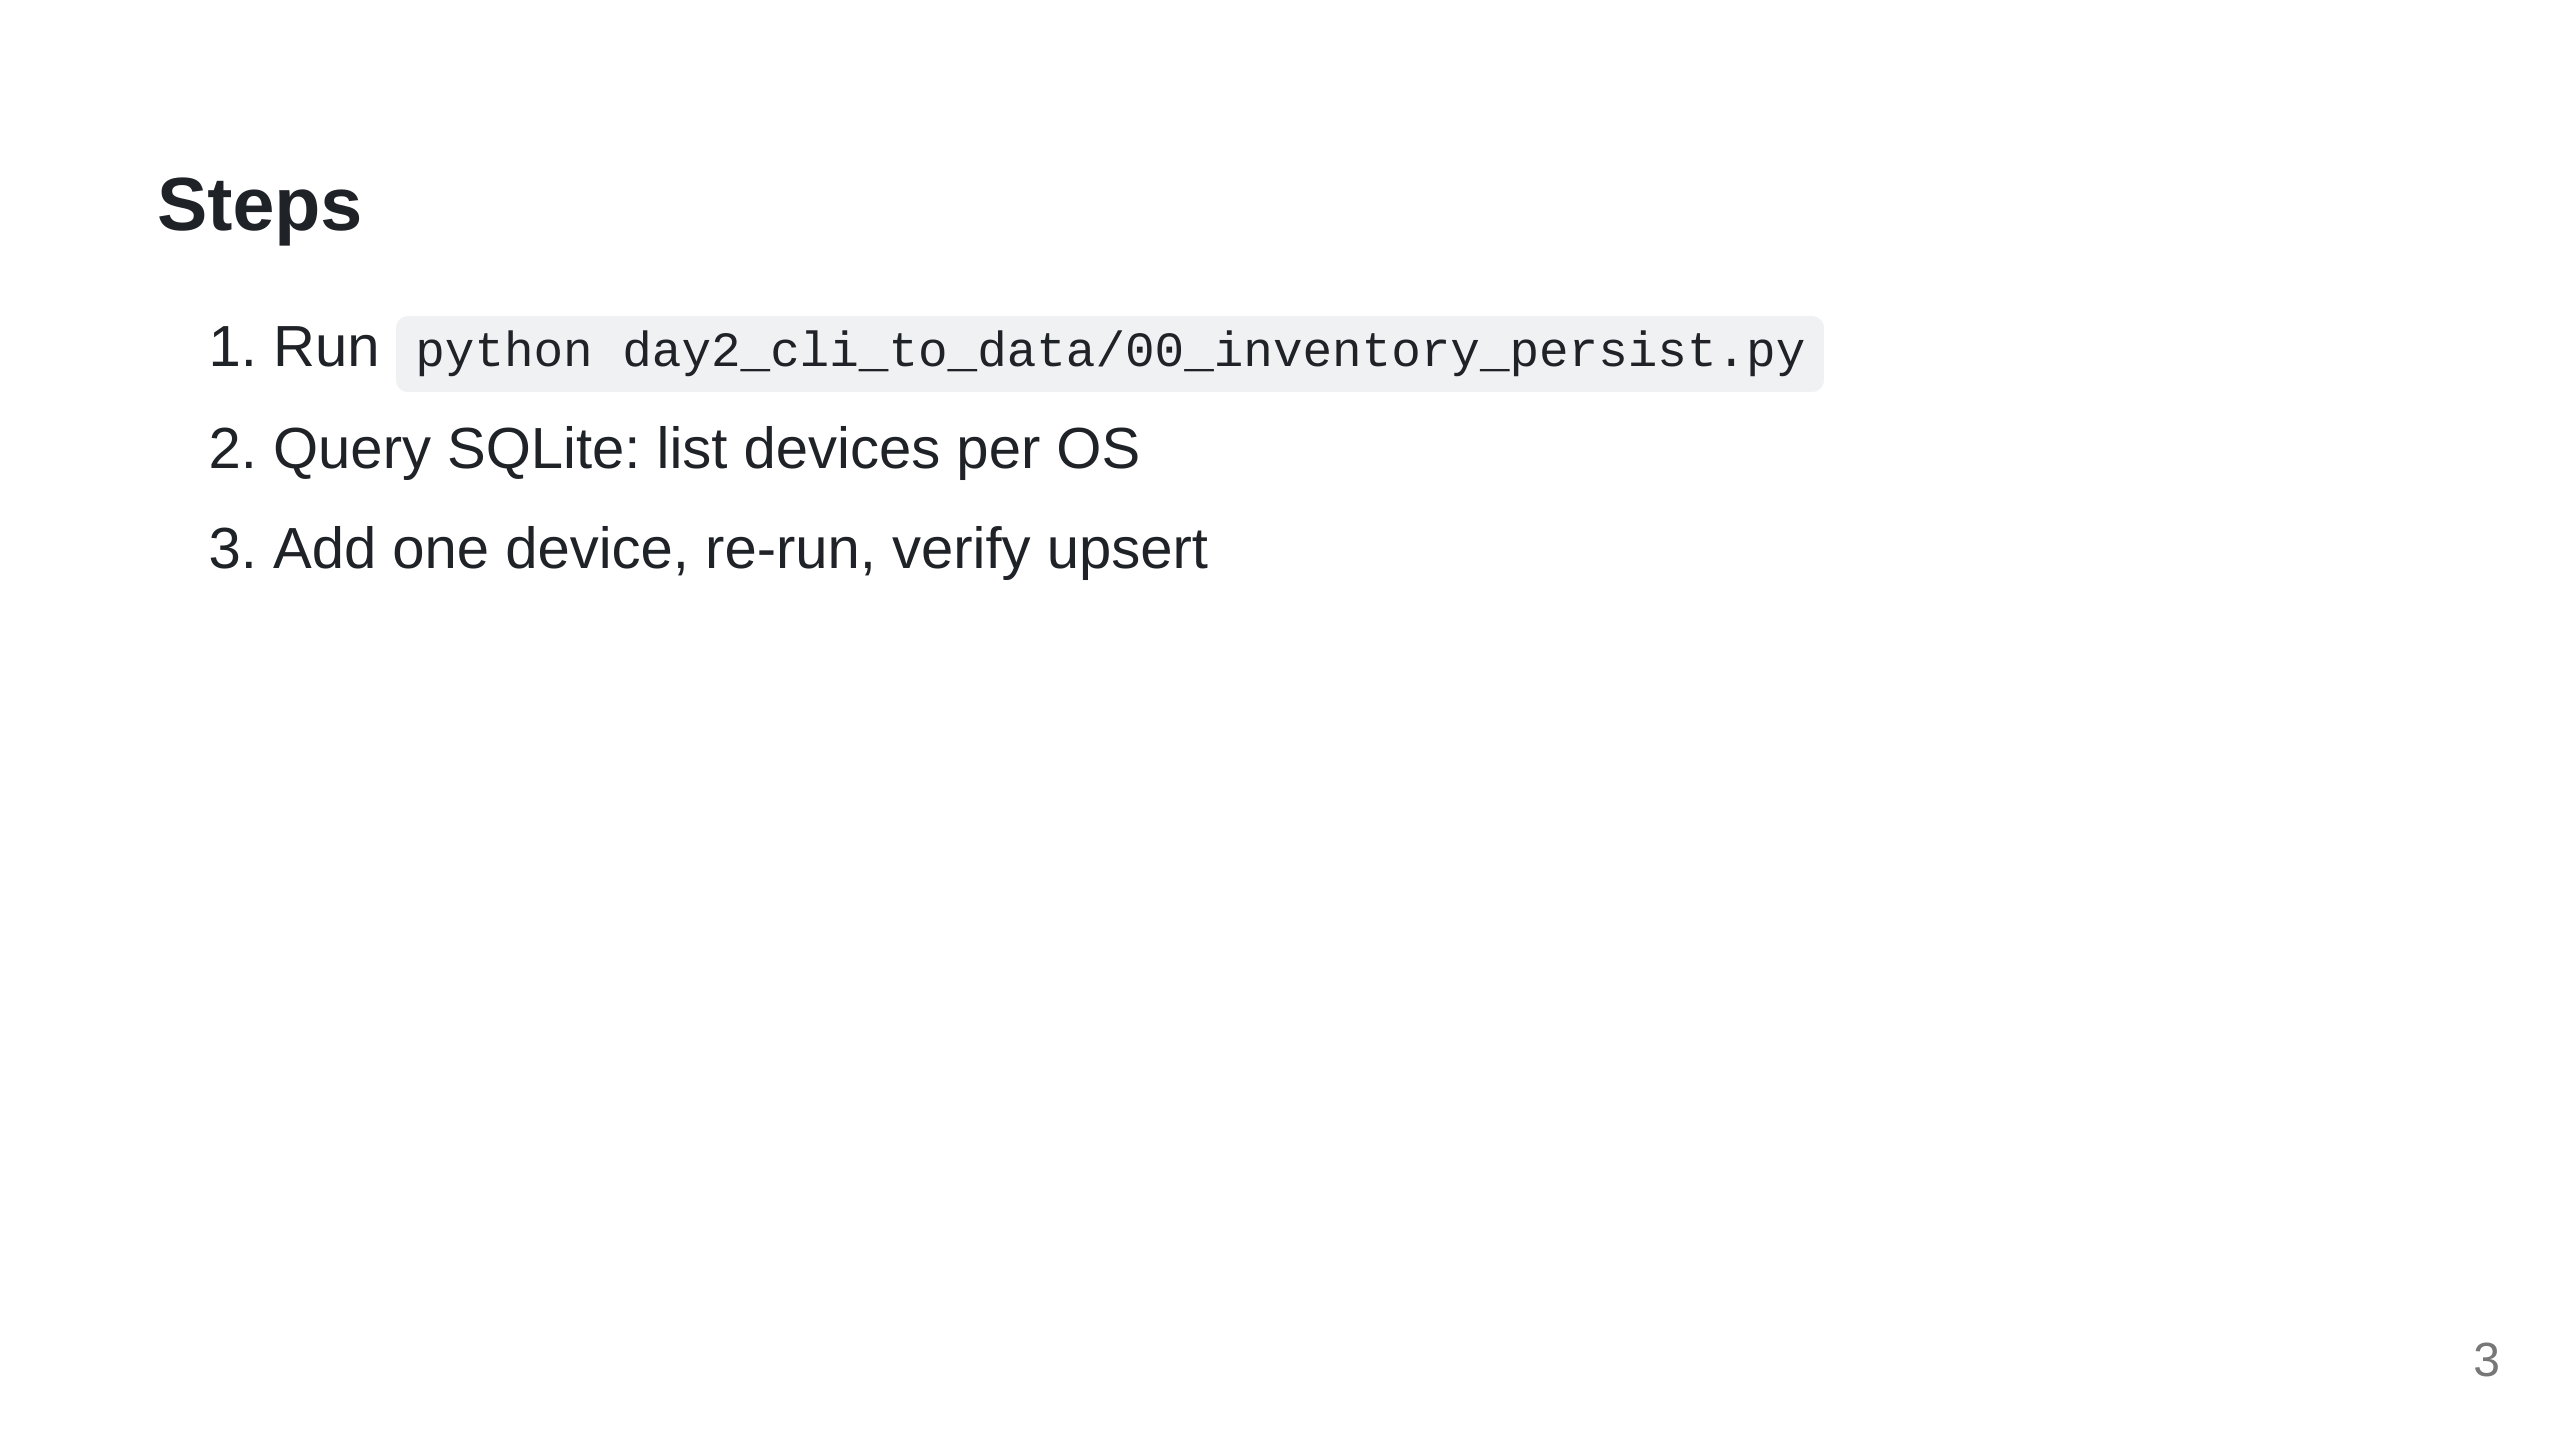 Steps
1. Run python day2_cli_to_data/00_inventory_persist.py
2. Query SQLite: list devices per OS
3. Add one device, re-run, verify upsert
3